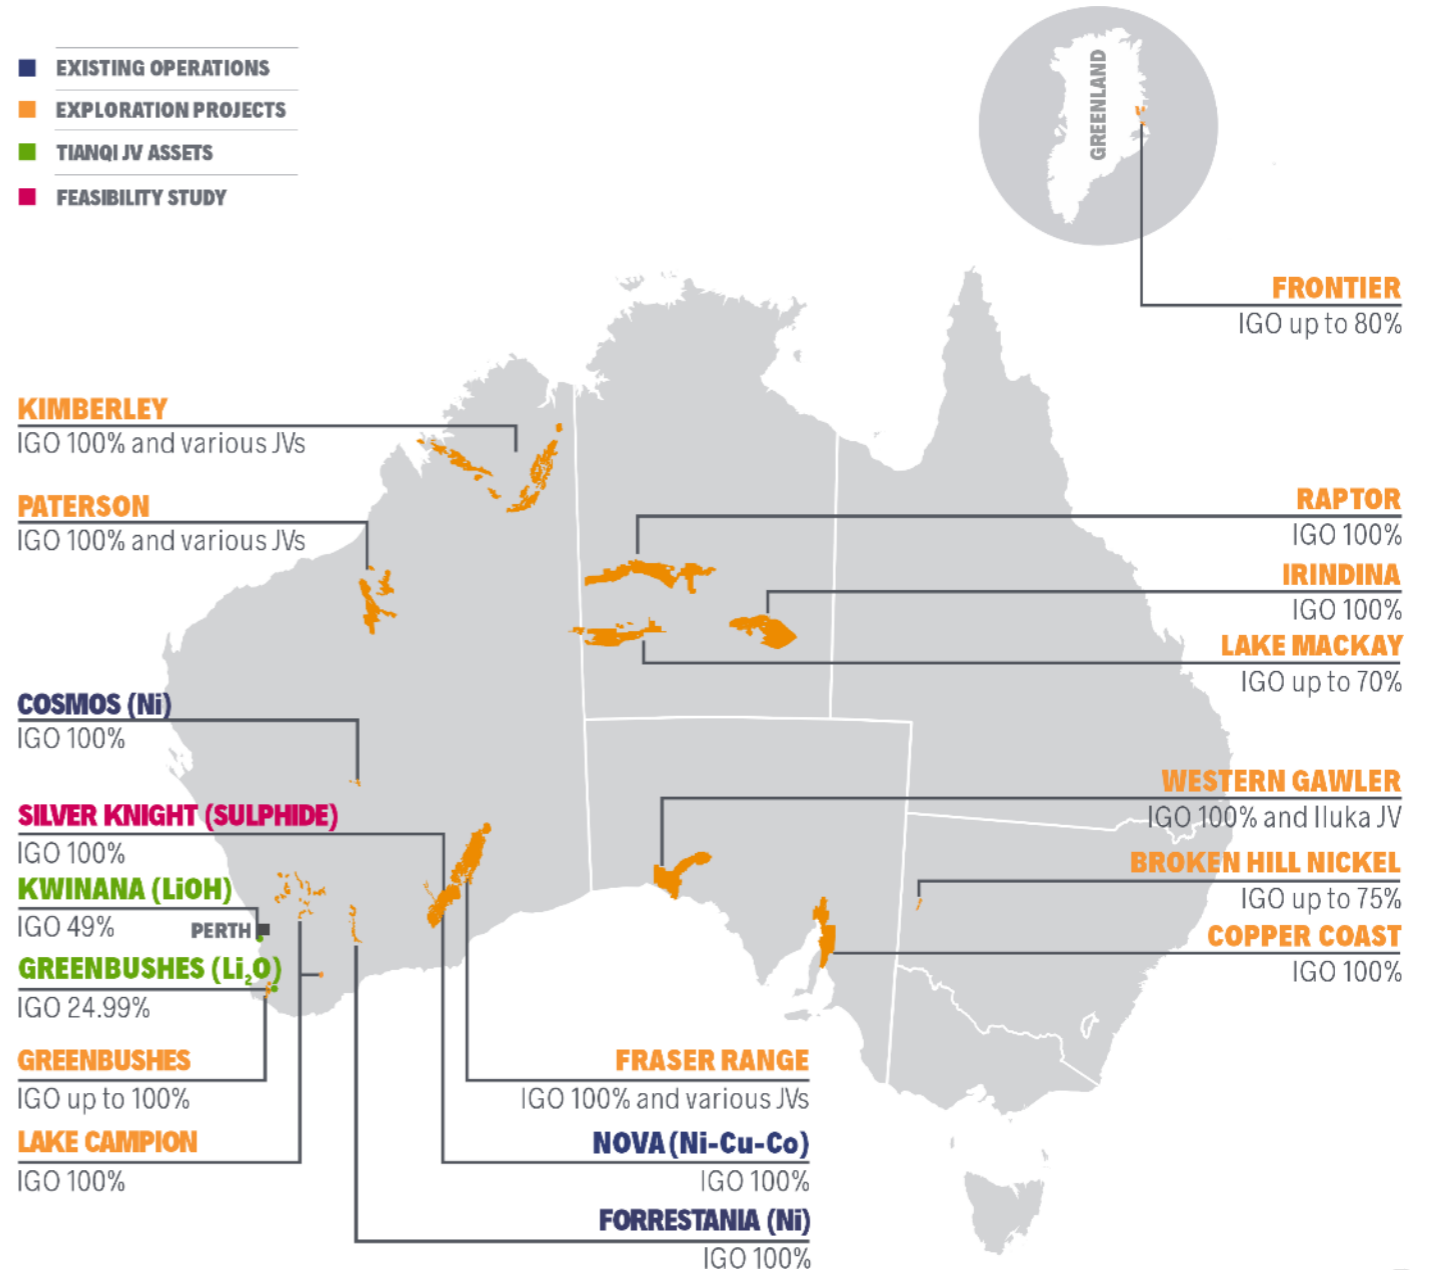 EXISTING OPERATIONS
EXPLORATION PROJECTS
TIANQI JV ASSETS
FEASIBILITY STUDY
GREENLAND
FRONTIER
IGO up to 80%
KIMBERLEY
IGO 100% and various JVs
PATERSON
IGO 100% and various JVs
RAPTOR
IGO 100%
IRINDINA
IGO 100%
LAKE MACKAY
IGO up to 70%
COSMOS (Ni)
IGO 100%
SILVER KNIGHT (SULPHIDE)
IGO 100%
KWINANA (LiOH)
IGO 49%
PERTH
GREENBUSHES (Li₂O)
IGO 24.99%
GREENBUSHES
IGO up to 100%
LAKE CAMPION
IGO 100%
WESTERN GAWLER
IGO 100% and Iluka JV
BROKEN HILL NICKEL
IGO up to 75%
COPPER COAST
IGO 100%
FRASER RANGE
IGO 100% and various JVs
NOVA (Ni-Cu-Co)
IGO 100%
FORRESTANIA (Ni)
IGO 100%